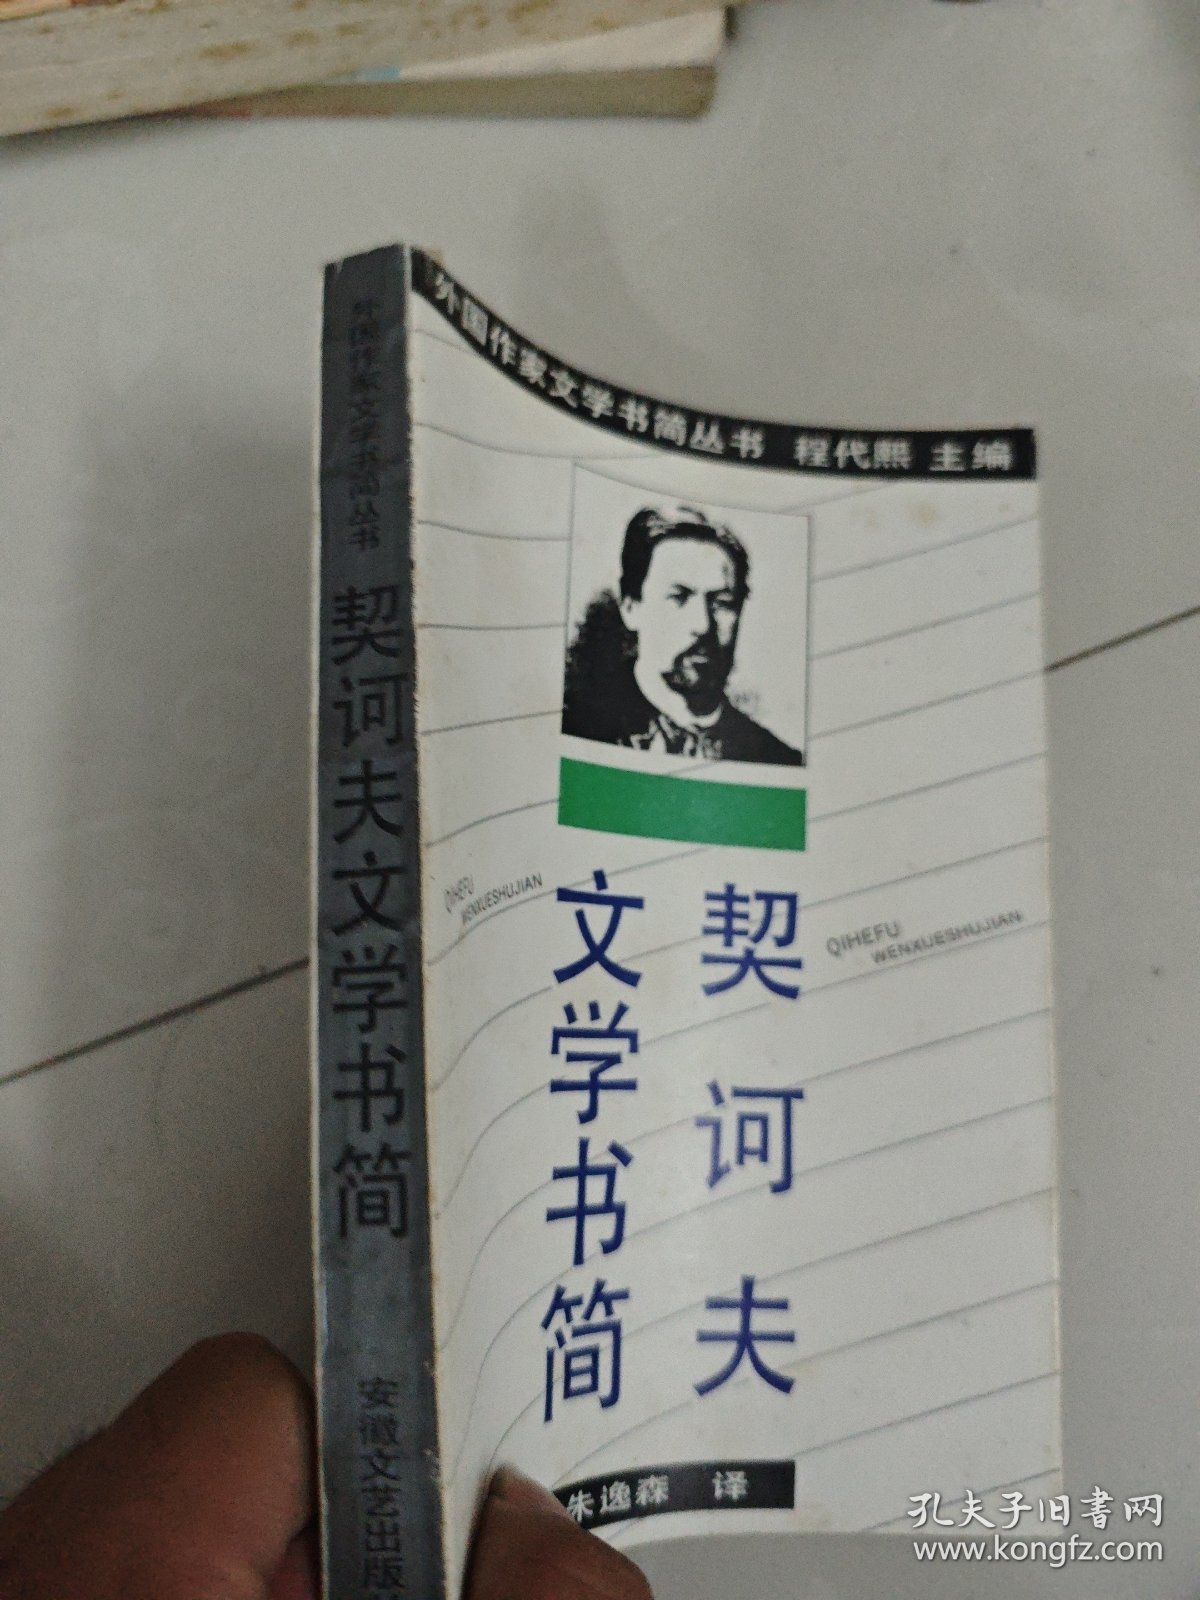 外国作家文学书简丛书 程代熙 主编
契诃夫
文学书简
QIHEFU
WENXUESHUJIAN
QIHEFU
WENXUESHUJIAN
朱逸森 译
外国作家文学书简丛书
契诃夫文学书简
安徽文艺出版
孔夫子旧書网
www.kongfz.com